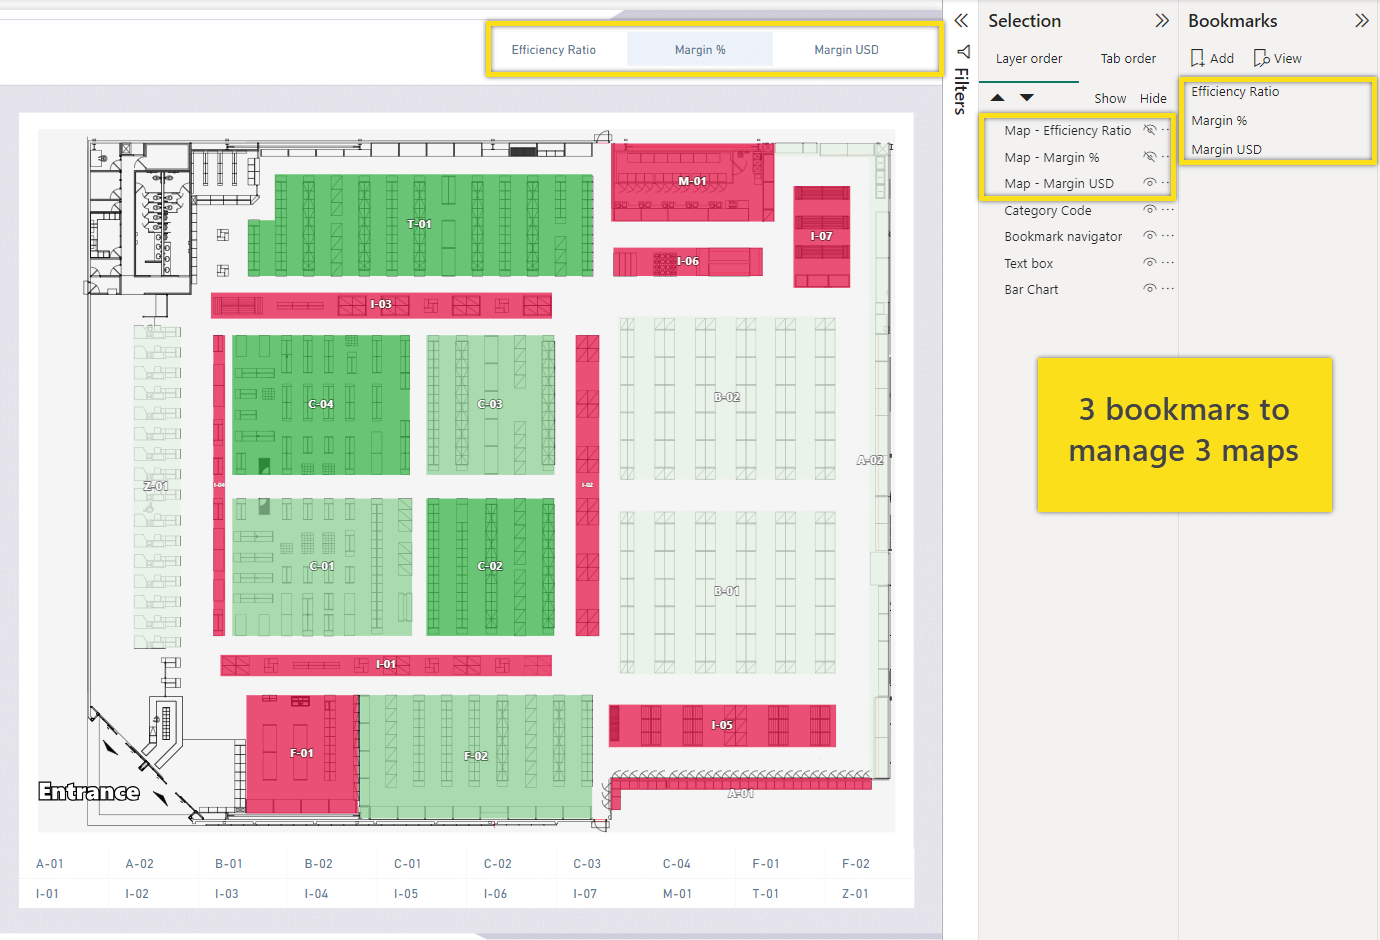 Efficiency Ratio
Margin %
Margin USD
Filters
Selection
Layer order
Tab order
Show
Hide
Map - Efficiency Ratio
Map - Margin %
Map - Margin USD
Category Code
Bookmark navigator
Text box
Bar Chart
Bookmarks
Add
View
Efficiency Ratio
Margin %
Margin USD
3 bookmars to
manage 3 maps
M-01
T-01
I-07
I-06
I-03
C-04
C-03
B-02
A-02
Z-01
I-04
I-02
C-01
C-02
B-01
I-01
I-05
F-01
F-02
A-01
Entrance
A-01 A-02 B-01 B-02 C-01 C-02 C-03 C-04 F-01 F-02
I-01 I-02 I-03 I-04 I-05 I-06 I-07 M-01 T-01 Z-01